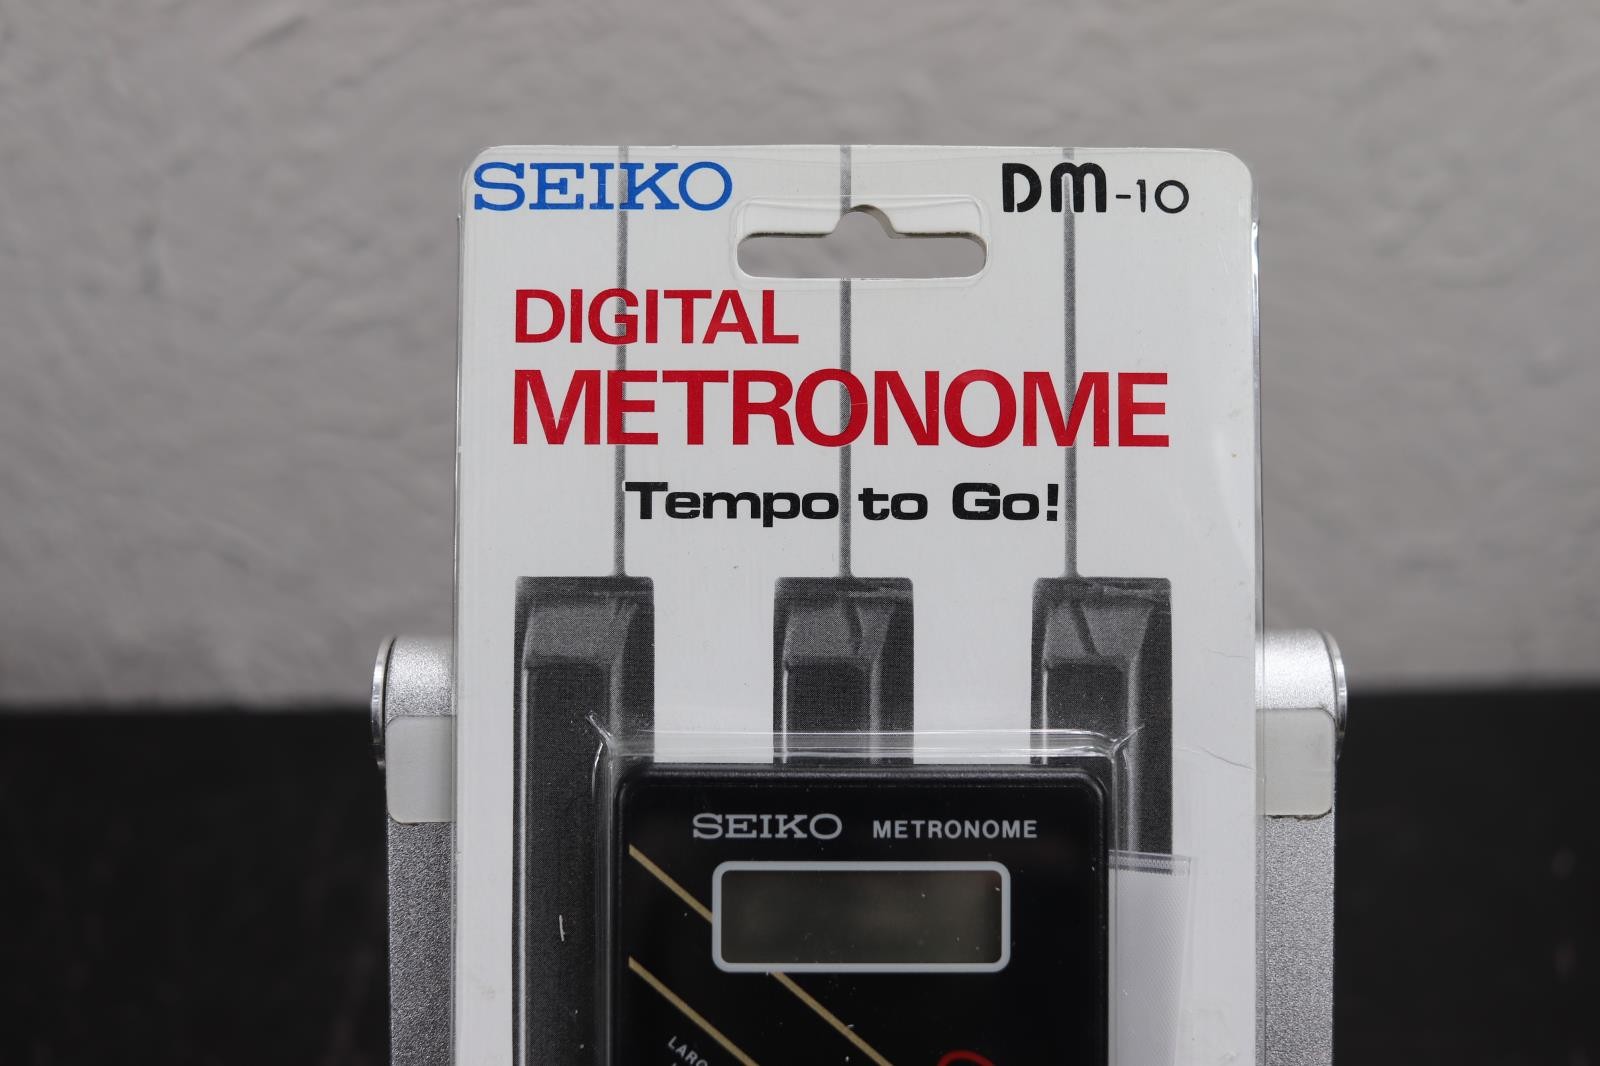 SEIKO DM-10
DIGITAL
METRONOME
Tempo to Go!
SEIKO METRONOME